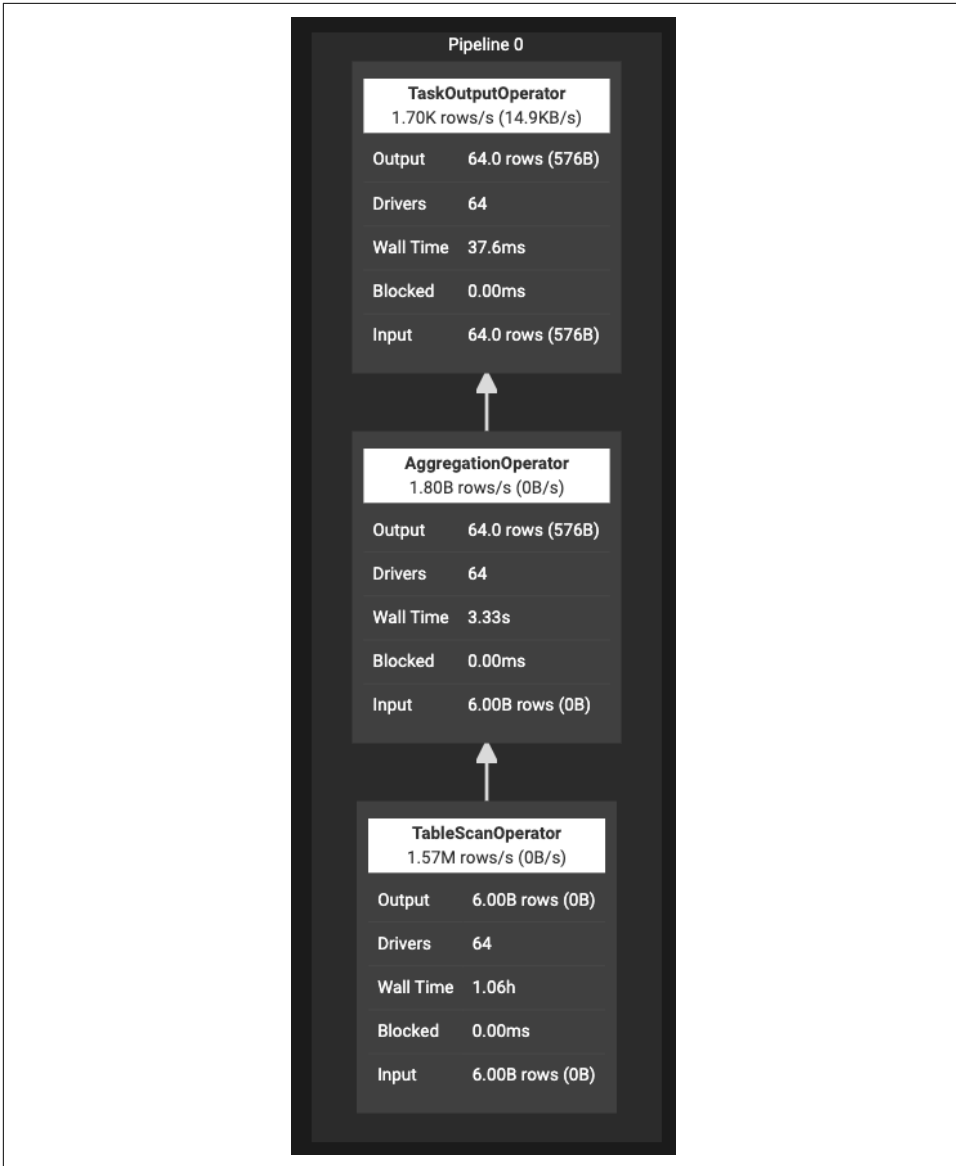 Pipeline 0
TaskOutputOperator
1.70K rows/s (14.9KB/s)
Output 64.0 rows (576B)
Drivers 64
Wall Time 37.6ms
Blocked 0.00ms
Input 64.0 rows (576B)
AggregationOperator
1.80B rows/s (0B/s)
Output 64.0 rows (576B)
Drivers 64
Wall Time 3.33s
Blocked 0.00ms
Input 6.00B rows (0B)
TableScanOperator
1.57M rows/s (0B/s)
Output 6.00B rows (0B)
Drivers 64
Wall Time 1.06h
Blocked 0.00ms
Input 6.00B rows (0B)